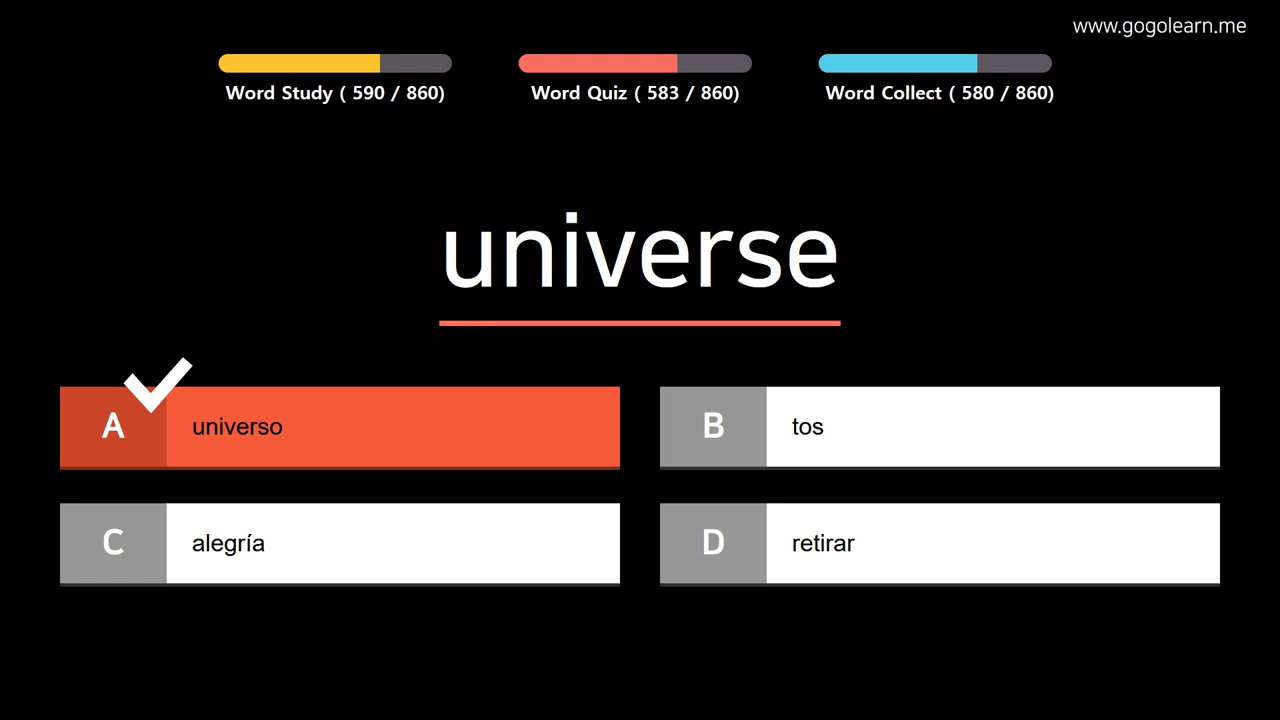 www.gogolearn.me
Word Study ( 590 / 860)
Word Quiz ( 583 / 860)
Word Collect ( 580 / 860)
universe
A universo
B tos
C alegría
D retirar